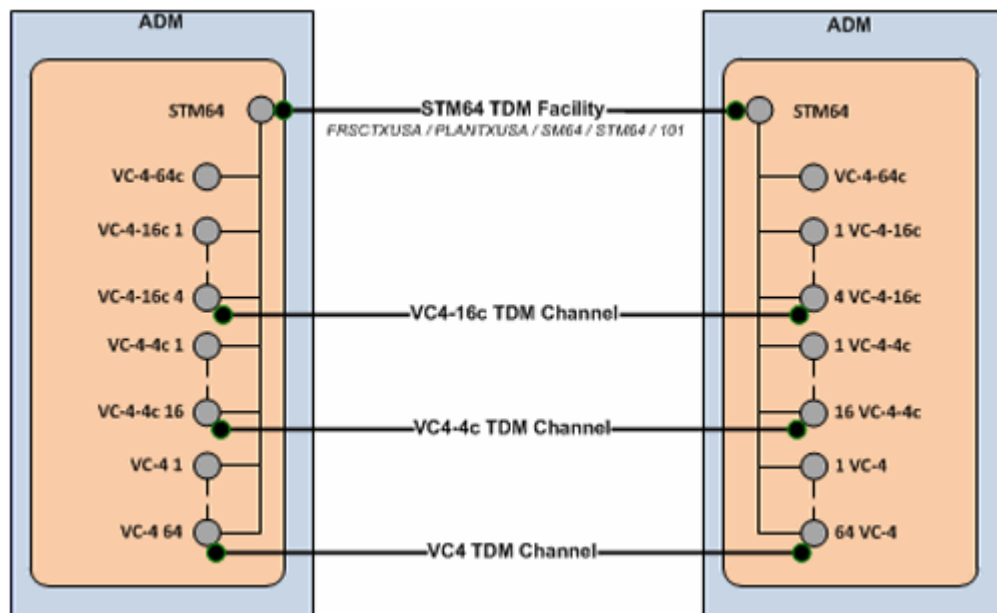 ADM
ADM
STM64
STM64 TDM Facility
STM64
FRSCTXUSA / PLANTXUSA / SM64 / STM64 / 101
VC-4-64c
VC-4-64c
VC-4-16c 1
1 VC-4-16c
VC-4-16c 4
4 VC-4-16c
VC4-16c TDM Channel
VC-4-4c 1
1 VC-4-4c
VC-4-4c 16
16 VC-4-4c
VC4-4c TDM Channel
VC-4 1
1 VC-4
VC-4 64
64 VC-4
VC4 TDM Channel